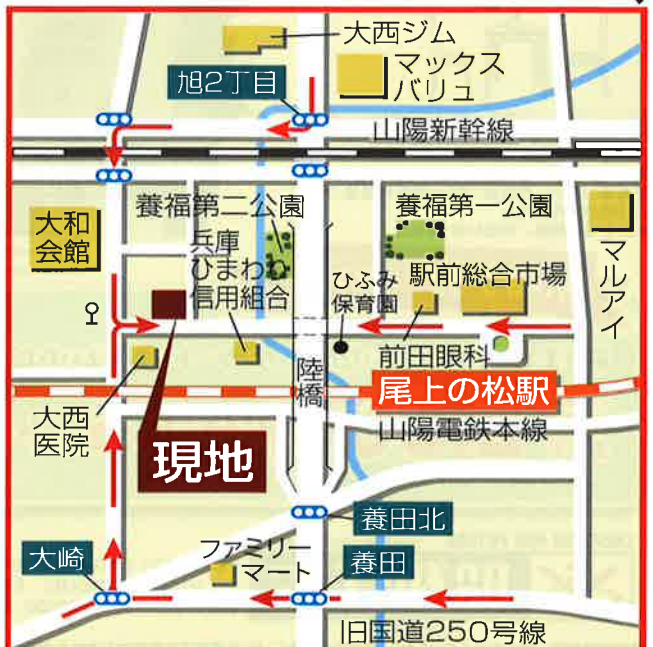 大西ジム
マックス
バリュ
旭2丁目
山陽新幹線
養福第二公園
養福第一公園
大和
会館
兵庫
ひまわり
信用組合
ひふみ
保育園
駅前総合市場
マルアイ
前田眼科
陸橋
尾上の松駅
大西
医院
山陽電鉄本線
現地
養田北
大崎
ファミリー
マート
養田
旧国道250号線